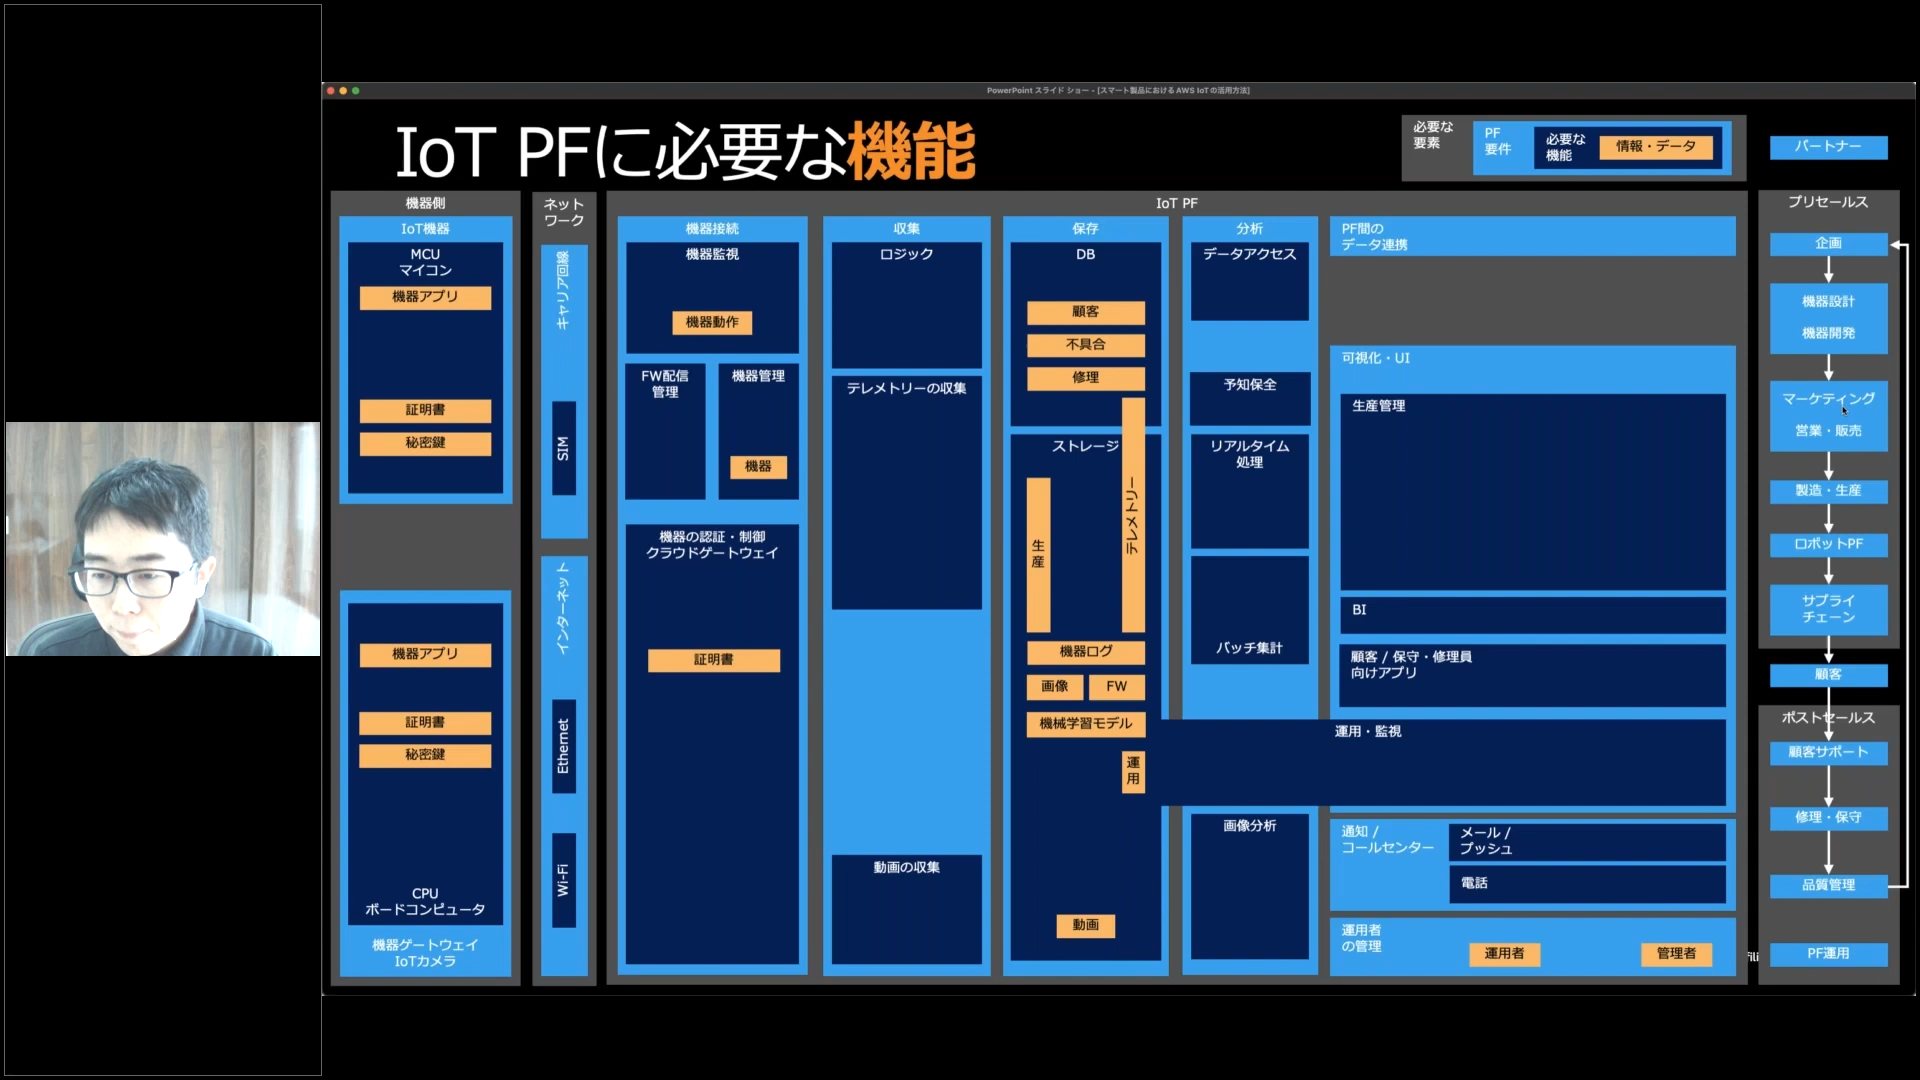 PowerPoint スライド ショー - [スマート製品における AWS IoT の活用方法]
IoT PFに必要な機能
必要な
要素
PF
要件
必要な
機能
情報・データ
パートナー
機器側
IoT機器
MCU
マイコン
機器アプリ
証明書
秘密鍵
機器アプリ
証明書
秘密鍵
CPU
ボードコンピュータ
機器ゲートウェイ
IoTカメラ
ネット
ワーク
キャリア回線
SIM
インターネット
Ethernet
Wi-Fi
IoT PF
機器接続
機器監視
機器動作
FW配信
管理
機器管理
機器
機器の認証・制御
クラウドゲートウェイ
証明書
収集
ロジック
テレメトリーの収集
動画の収集
保存
DB
顧客
不具合
修理
ストレージ
テレメトリー
生産
機器ログ
画像
FW
機械学習モデル
運用
動画
分析
データアクセス
予知保全
リアルタイム
処理
バッチ集計
画像分析
PF間の
データ連携
可視化・UI
生産管理
BI
顧客 / 保守・修理員
向けアプリ
運用・監視
通知 /
コールセンター
メール /
プッシュ
電話
運用者
の管理
運用者
管理者
プリセールス
企画
機器設計
機器開発
マーケティング
営業・販売
製造・生産
ロボットPF
サプライ
チェーン
顧客
ポストセールス
顧客サポート
修理・保守
品質管理
PF運用